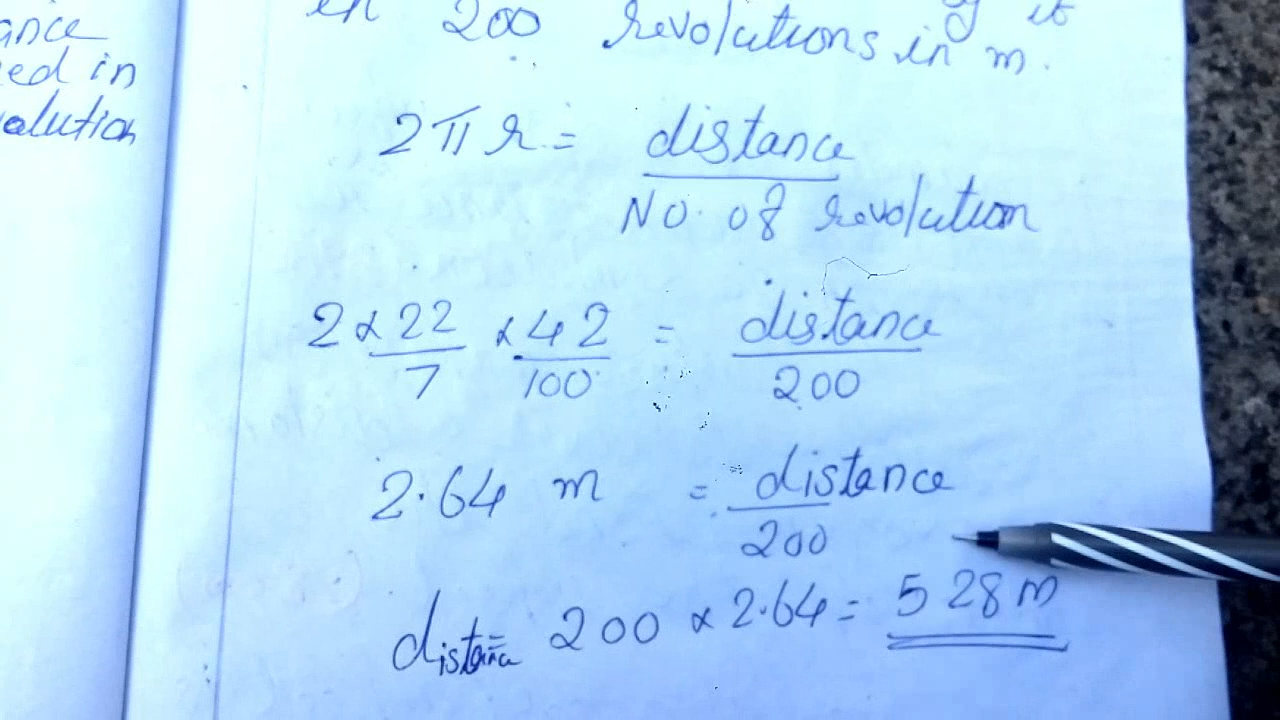 ance
ed in
olution
in 200 revolutions in m.
it
2πr = distance
No. of revolution
2 × 22 × 42 = distance
7 100 200
2.64 m = distance
200
distance = 200 × 2.64 = 528 m